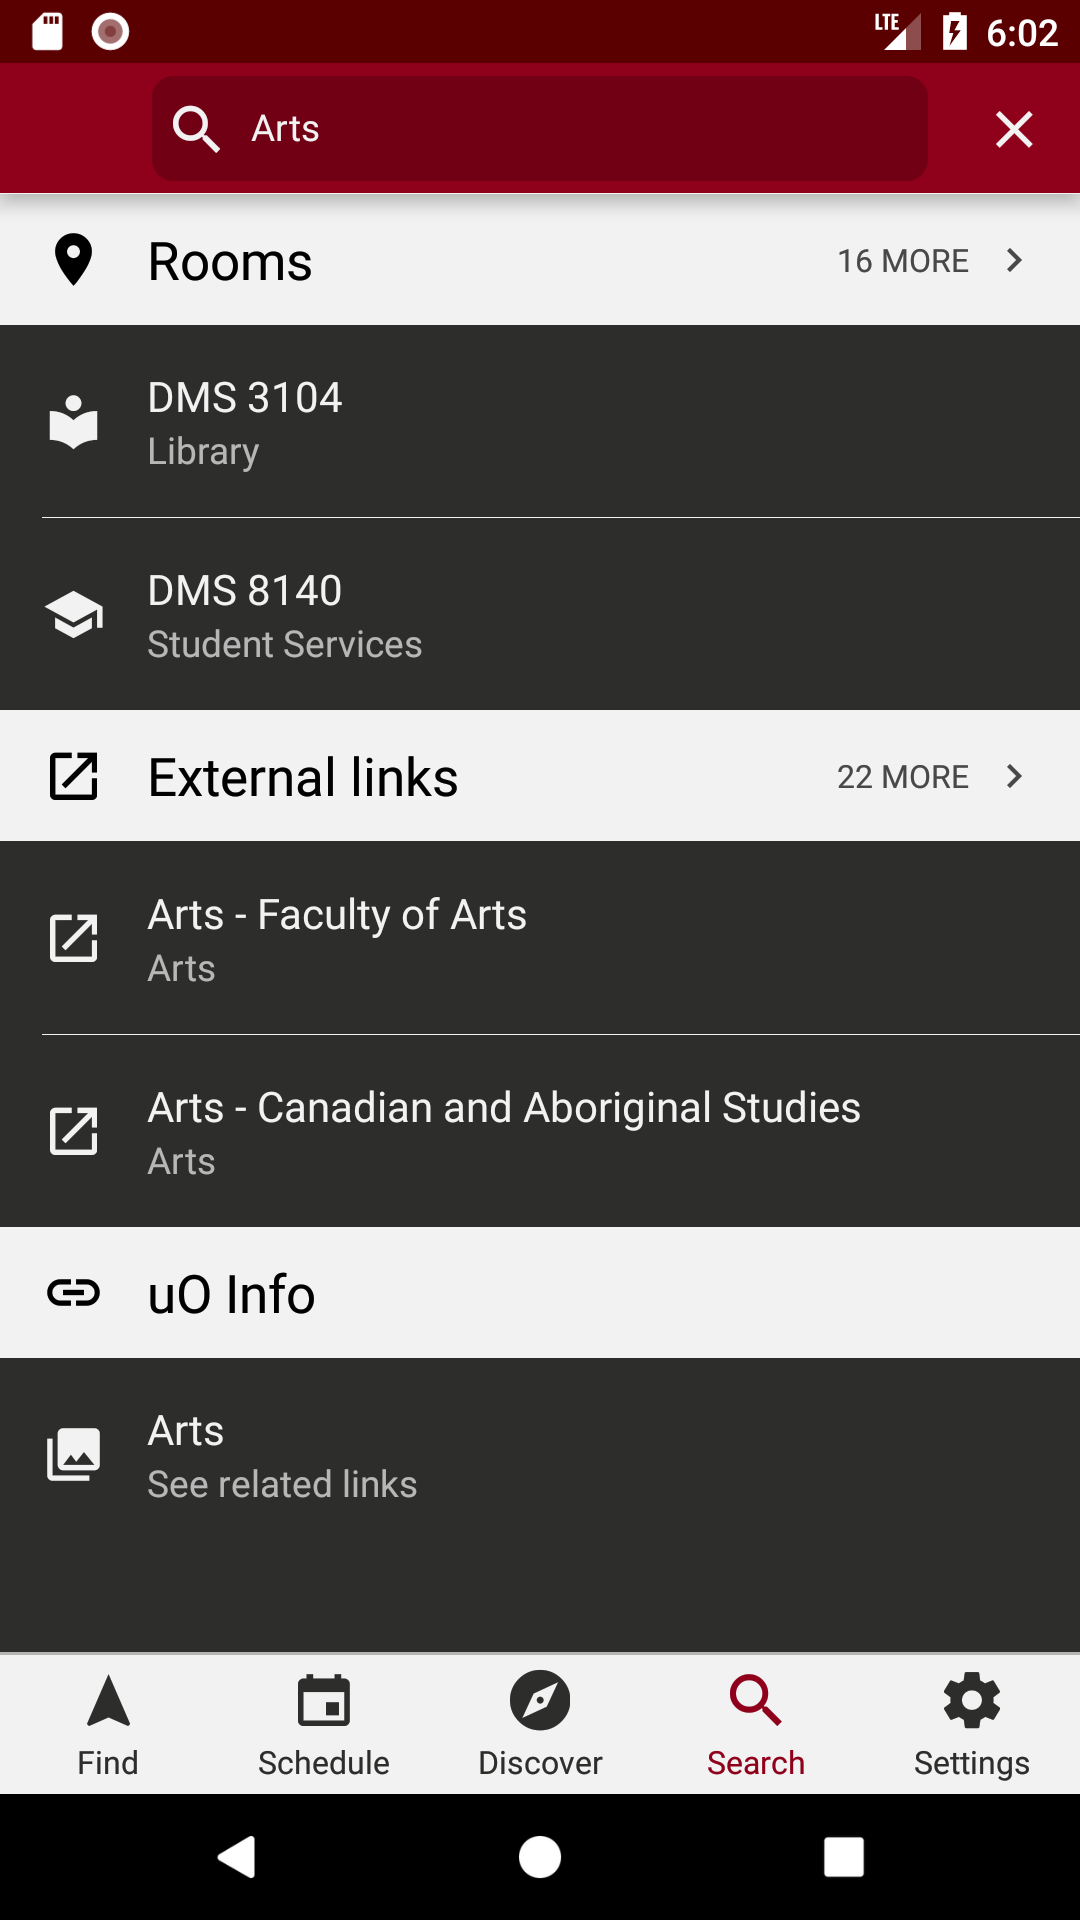 LTE 6:02
Arts
Rooms 16 MORE
DMS 3104
Library
DMS 8140
Student Services
External links 22 MORE
Arts - Faculty of Arts
Arts
Arts - Canadian and Aboriginal Studies
Arts
uO Info
Arts
See related links
Find Schedule Discover Search Settings